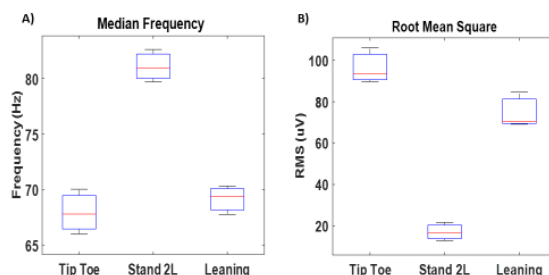 A)
Median Frequency
Frequency (Hz)
80
75
70
65
Tip Toe Stand 2L Leaning
B)
Root Mean Square
RMS (uV)
100
80
60
40
20
Tip Toe Stand 2L Leaning